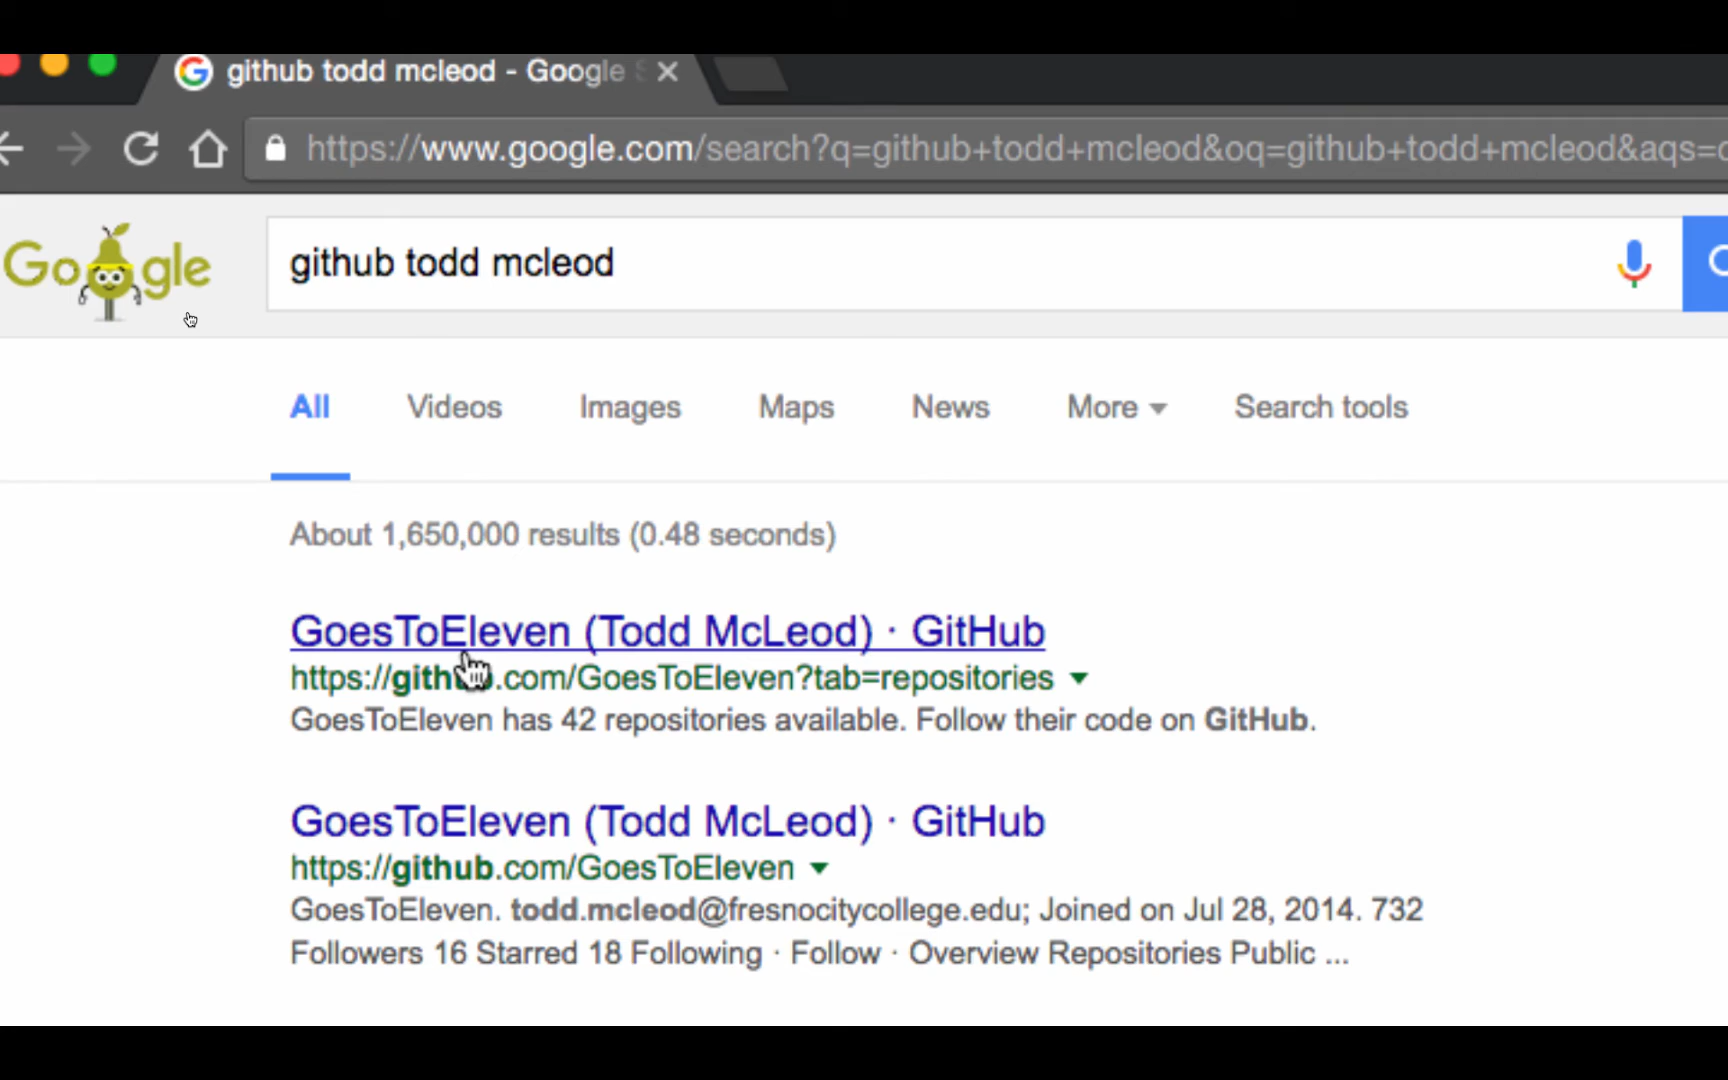 github todd mcleod - Google S
https://www.google.com/search?q=github+todd+mcleod&oq=github+todd+mcleod&aqs=c
Google
github todd mcleod
All Videos Images Maps News More Search tools
About 1,650,000 results (0.48 seconds)
GoesToEleven (Todd McLeod) · GitHub
https://github.com/GoesToEleven?tab=repositories
GoesToEleven has 42 repositories available. Follow their code on GitHub.
GoesToEleven (Todd McLeod) · GitHub
https://github.com/GoesToEleven
GoesToEleven. todd.mcleod@fresnocitycollege.edu; Joined on Jul 28, 2014. 732
Followers 16 Starred 18 Following · Follow · Overview Repositories Public ...